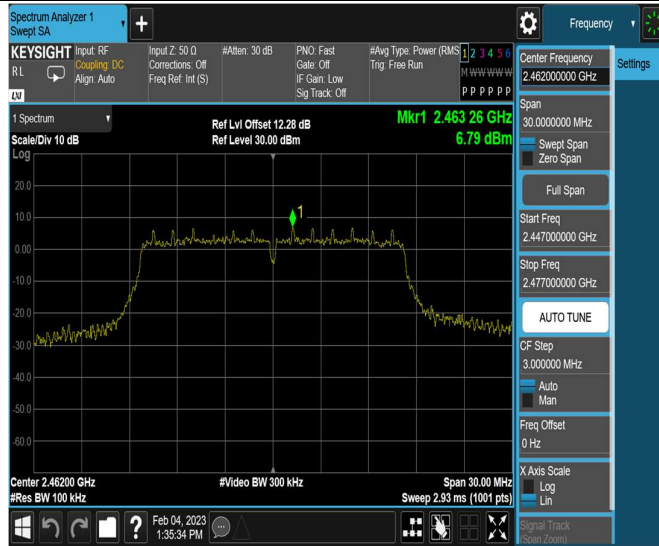 Spectrum Analyzer 1
Swept SA
+
Frequency
KEYSIGHT
Input: RF
Input Z: 50 Ω
#Atten: 30 dB
PNO: Fast
#Avg Type: Power (RMS
1 2 3 4 5 6
R L
Coupling: DC
Corrections: Off
Gate: Off
Trig: Free Run
M W W W W W
Align: Auto
Freq Ref: Int (S)
IF Gain: Low
Sig Track: Off
P P P P P P
LXI
1 Spectrum
Ref Lvl Offset 12.28 dB
Mkr1 2.463 26 GHz
Scale/Div 10 dB
Ref Level 30.00 dBm
6.79 dBm
Log
20.0
10.0
0.00
-10.0
-20.0
-30.0
-40.0
-50.0
-60.0
1
Center 2.46200 GHz
#Video BW 300 kHz
Span 30.00 MHz
#Res BW 100 kHz
Sweep 2.93 ms (1001 pts)
?
Feb 04, 2023
1:35:34 PM
Center Frequency
2.462000000 GHz
Settings
Span
30.0000000 MHz
Swept Span
Zero Span
Full Span
Start Freq
2.447000000 GHz
Stop Freq
2.477000000 GHz
AUTO TUNE
CF Step
3.000000 MHz
Auto
Man
Freq Offset
0 Hz
X Axis Scale
Log
Lin
Signal Track
(Span Zoom)